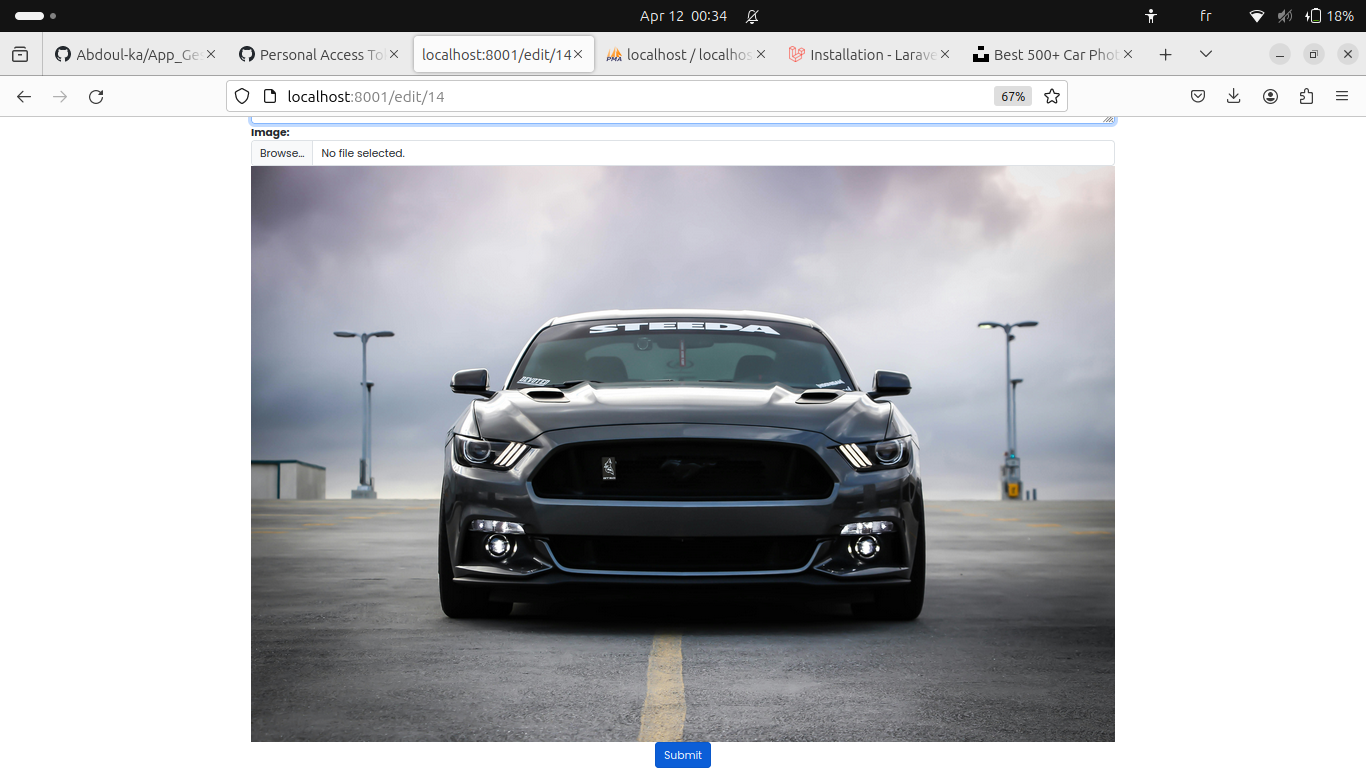 Apr 12 00:34
fr
18%
Abdoul-ka/App_Ges
Personal Access To
localhost:8001/edit/14
localhost / localhos
Installation - Larave
Best 500+ Car Phot
localhost:8001/edit/14
67%
Image:
Browse...
No file selected.
STEEDA
Submit